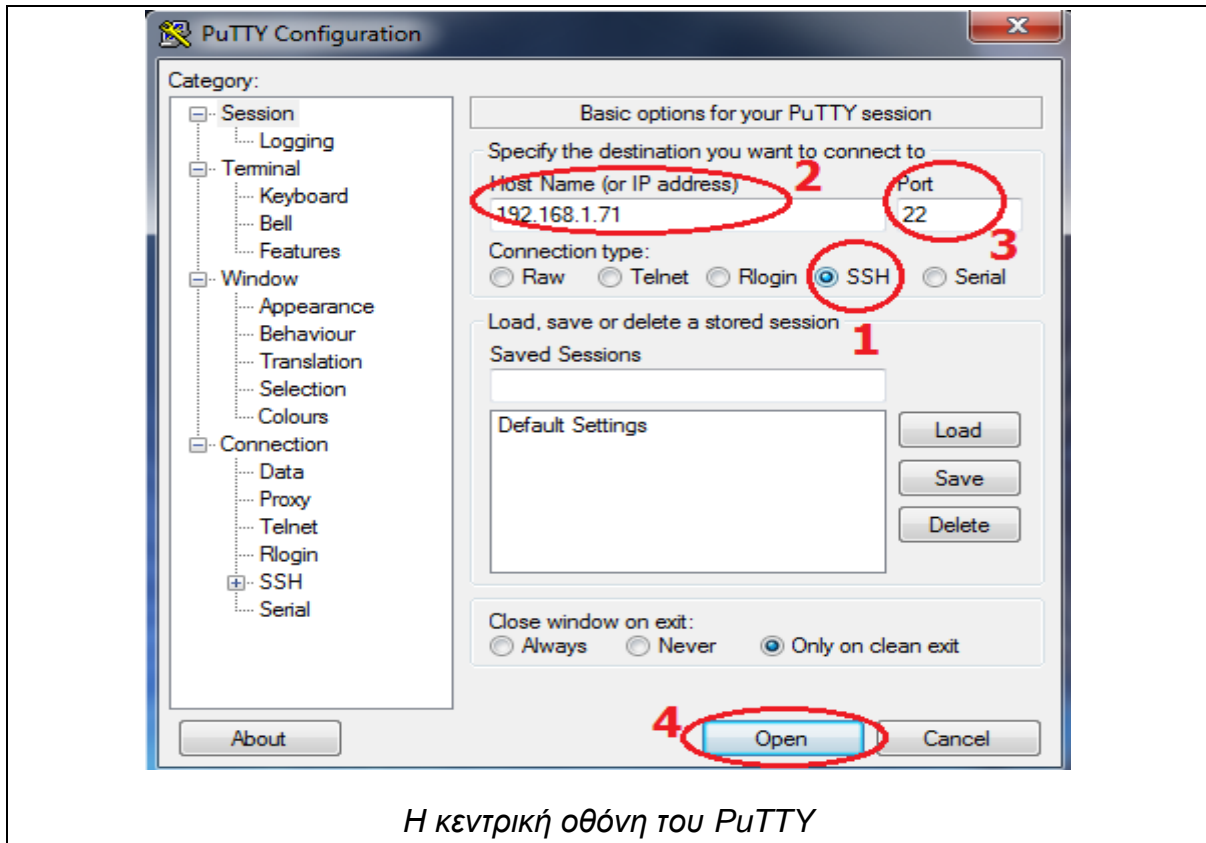 PuTTY Configuration
Category:
Session
Logging
Terminal
Keyboard
Bell
Features
Window
Appearance
Behaviour
Translation
Selection
Colours
Connection
Data
Proxy
Telnet
Rlogin
SSH
Serial
Basic options for your PuTTY session
Specify the destination you want to connect to
Host Name (or IP address) 2 Port
192.168.1.71 22
3
Connection type:
Raw Telnet Rlogin SSH Serial
1
Load, save or delete a stored session
Saved Sessions
Default Settings
Load
Save
Delete
Close window on exit:
Always Never Only on clean exit
About 4 Open Cancel
Η κεντρική οθόνη του PuTTY